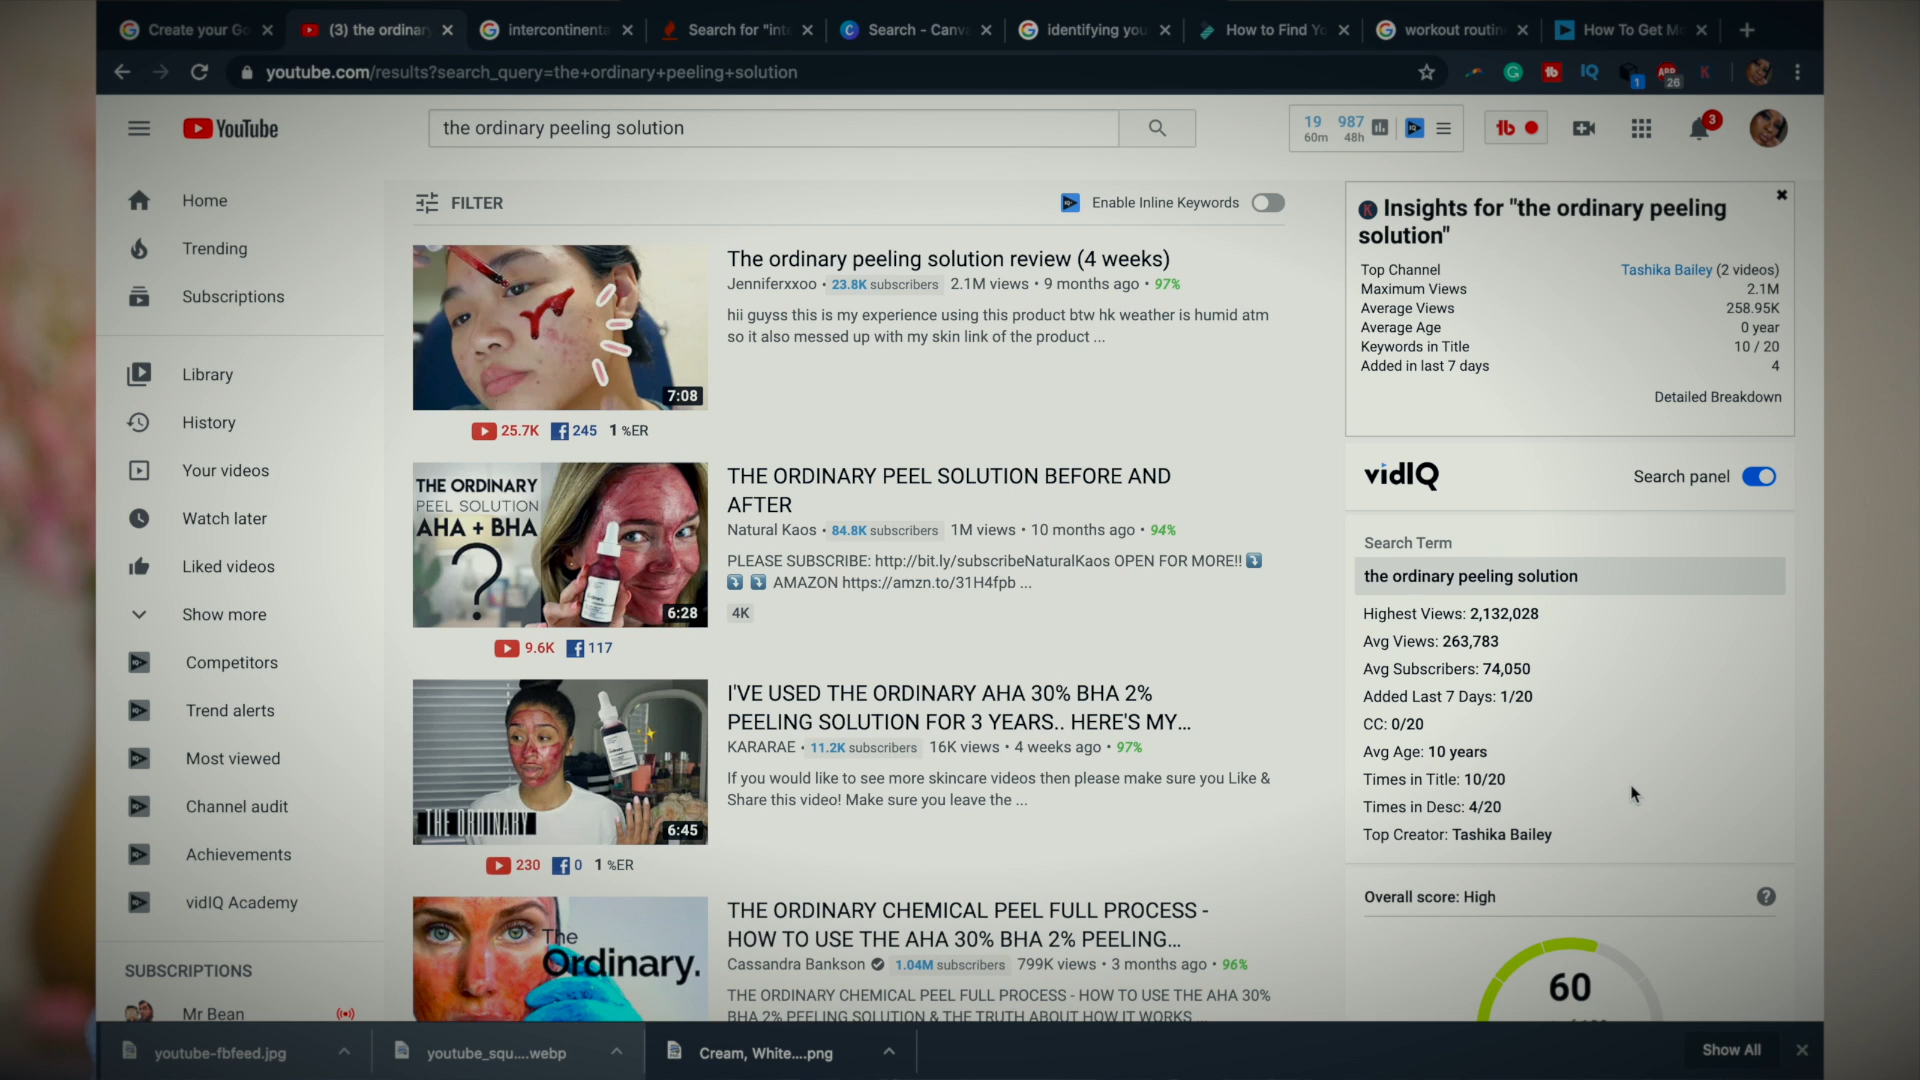 Create your Go
(3) the ordinar
interconti
Search for "int
Search - Canv
identifying you
How to Find Yo
workout routin
How To Get M
youtube.com/results?search_query=the+ordinary+peeling+solution
1
26
YouTube
the ordinary peeling solution
19 987
60m 48h
3
Home
Trending
Subscriptions
Library
History
Your videos
Watch later
Liked videos
Show more
Competitors
Trend alerts
Most viewed
Channel audit
Achievements
vidIQ Academy
SUBSCRIPTIONS
Mr Bean
FILTER
Enable Inline Keywords
The ordinary peeling solution review (4 weeks)
Jenniferxxoo • 23.8K subscribers 2.1M views • 9 months ago • 97%
hii guyss this is my experience using this product btw hk weather is humid atm
so it also messed up with my skin link of the product ...
7:08
25.7K 245 1 %ER
THE ORDINARY
PEEL SOLUTION
AHA + BHA
?
6:28
THE ORDINARY PEEL SOLUTION BEFORE AND
AFTER
Natural Kaos • 84.8K subscribers 1M views • 10 months ago • 94%
PLEASE SUBSCRIBE: http://bit.ly/subscribeNaturalKaos OPEN FOR MORE!!
AMAZON https://amzn.to/31H4fpb ...
4K
9.6K 117
THE ORDINARY
6:45
I'VE USED THE ORDINARY AHA 30% BHA 2%
PEELING SOLUTION FOR 3 YEARS.. HERE'S MY...
KARARAE • 11.2K subscribers 16K views • 4 weeks ago • 97%
If you would like to see more skincare videos then please make sure you Like &
Share this video! Make sure you leave the ...
230 0 1 %ER
The
Ordinary.
THE ORDINARY CHEMICAL PEEL FULL PROCESS -
HOW TO USE THE AHA 30% BHA 2% PEELING...
Cassandra Bankson 1.04M subscribers 799K views • 3 months ago • 96%
THE ORDINARY CHEMICAL PEEL FULL PROCESS - HOW TO USE THE AHA 30%
BHA 2% PEELING SOLUTION & THE TRUTH ABOUT HOW IT WORKS
Insights for "the ordinary peeling
solution"
Top Channel Tashika Bailey (2 videos)
Maximum Views 2.1M
Average Views 258.95K
Average Age 0 year
Keywords in Title 10 / 20
Added in last 7 days 4
Detailed Breakdown
vidIQ
Search panel
Search Term
the ordinary peeling solution
Highest Views: 2,132,028
Avg Views: 263,783
Avg Subscribers: 74,050
Added Last 7 Days: 1/20
CC: 0/20
Avg Age: 10 years
Times in Title: 10/20
Times in Desc: 4/20
Top Creator: Tashika Bailey
Overall score: High
?
60
youtube-fbfeed.jpg
youtube_squ....webp
Cream, White....png
Show All